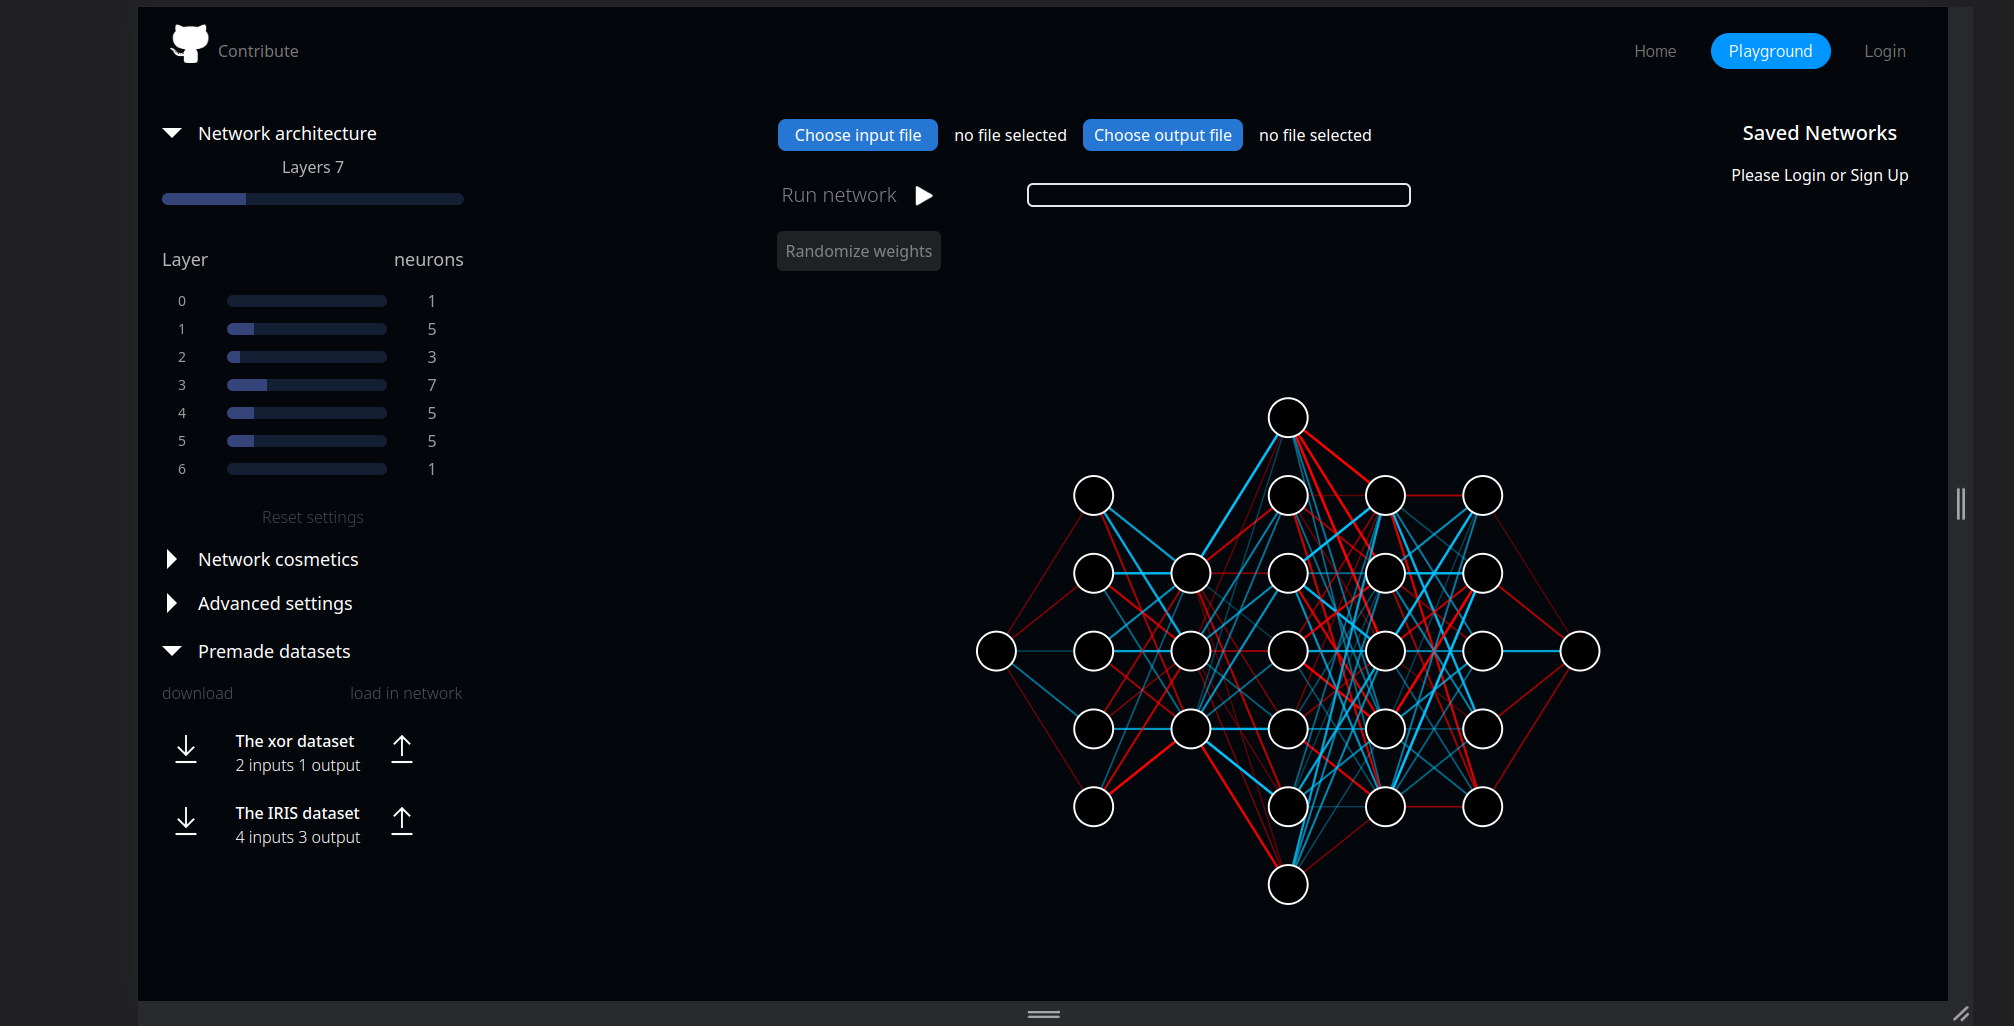 Contribute
Home Playground Login
Network architecture
Layers 7
Layer neurons
0 1
1 5
2 3
3 7
4 5
5 5
6 1
Reset settings
Network cosmetics
Advanced settings
Premade datasets
download load in network
The xor dataset
2 inputs 1 output
The IRIS dataset
4 inputs 3 output
Choose input file no file selected Choose output file no file selected
Run network
Randomize weights
Saved Networks
Please Login or Sign Up